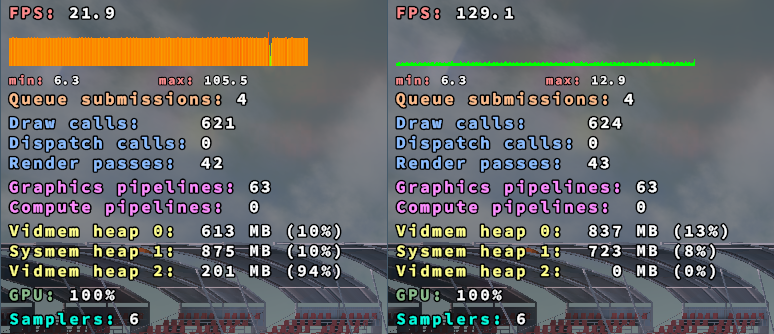 FPS: 21.9
min: 6.3 max: 105.5
Queue submissions: 4
Draw calls: 621
Dispatch calls: 0
Render passes: 42
Graphics pipelines: 63
Compute pipelines: 0
Vidmem heap 0: 613 MB (10%)
Sysmem heap 1: 875 MB (10%)
Vidmem heap 2: 201 MB (94%)
GPU: 100%
Samplers: 6
FPS: 129.1
min: 6.3 max: 12.9
Queue submissions: 4
Draw calls: 624
Dispatch calls: 0
Render passes: 43
Graphics pipelines: 63
Compute pipelines: 0
Vidmem heap 0: 837 MB (13%)
Sysmem heap 1: 723 MB (8%)
Vidmem heap 2: 0 MB (0%)
GPU: 100%
Samplers: 6